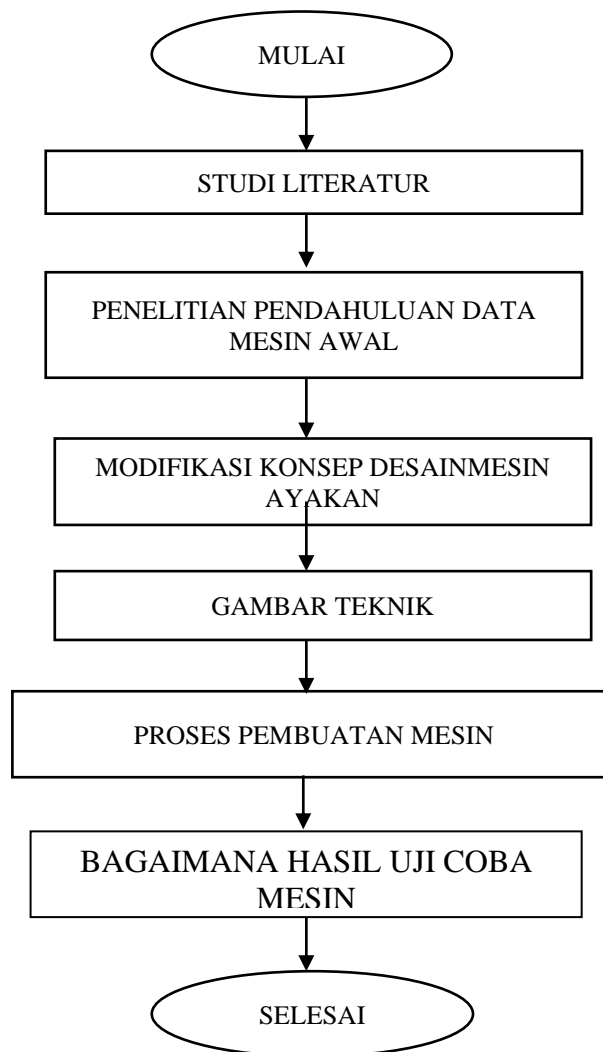 MULAI
STUDI LITERATUR
PENELITIAN PENDAHULUAN DATA
MESIN AWAL
MODIFIKASI KONSEP DESAINMESIN
AYAKAN
GAMBAR TEKNIK
PROSES PEMBUATAN MESIN
BAGAIMANA HASIL UJI COBA
MESIN
SELESAI